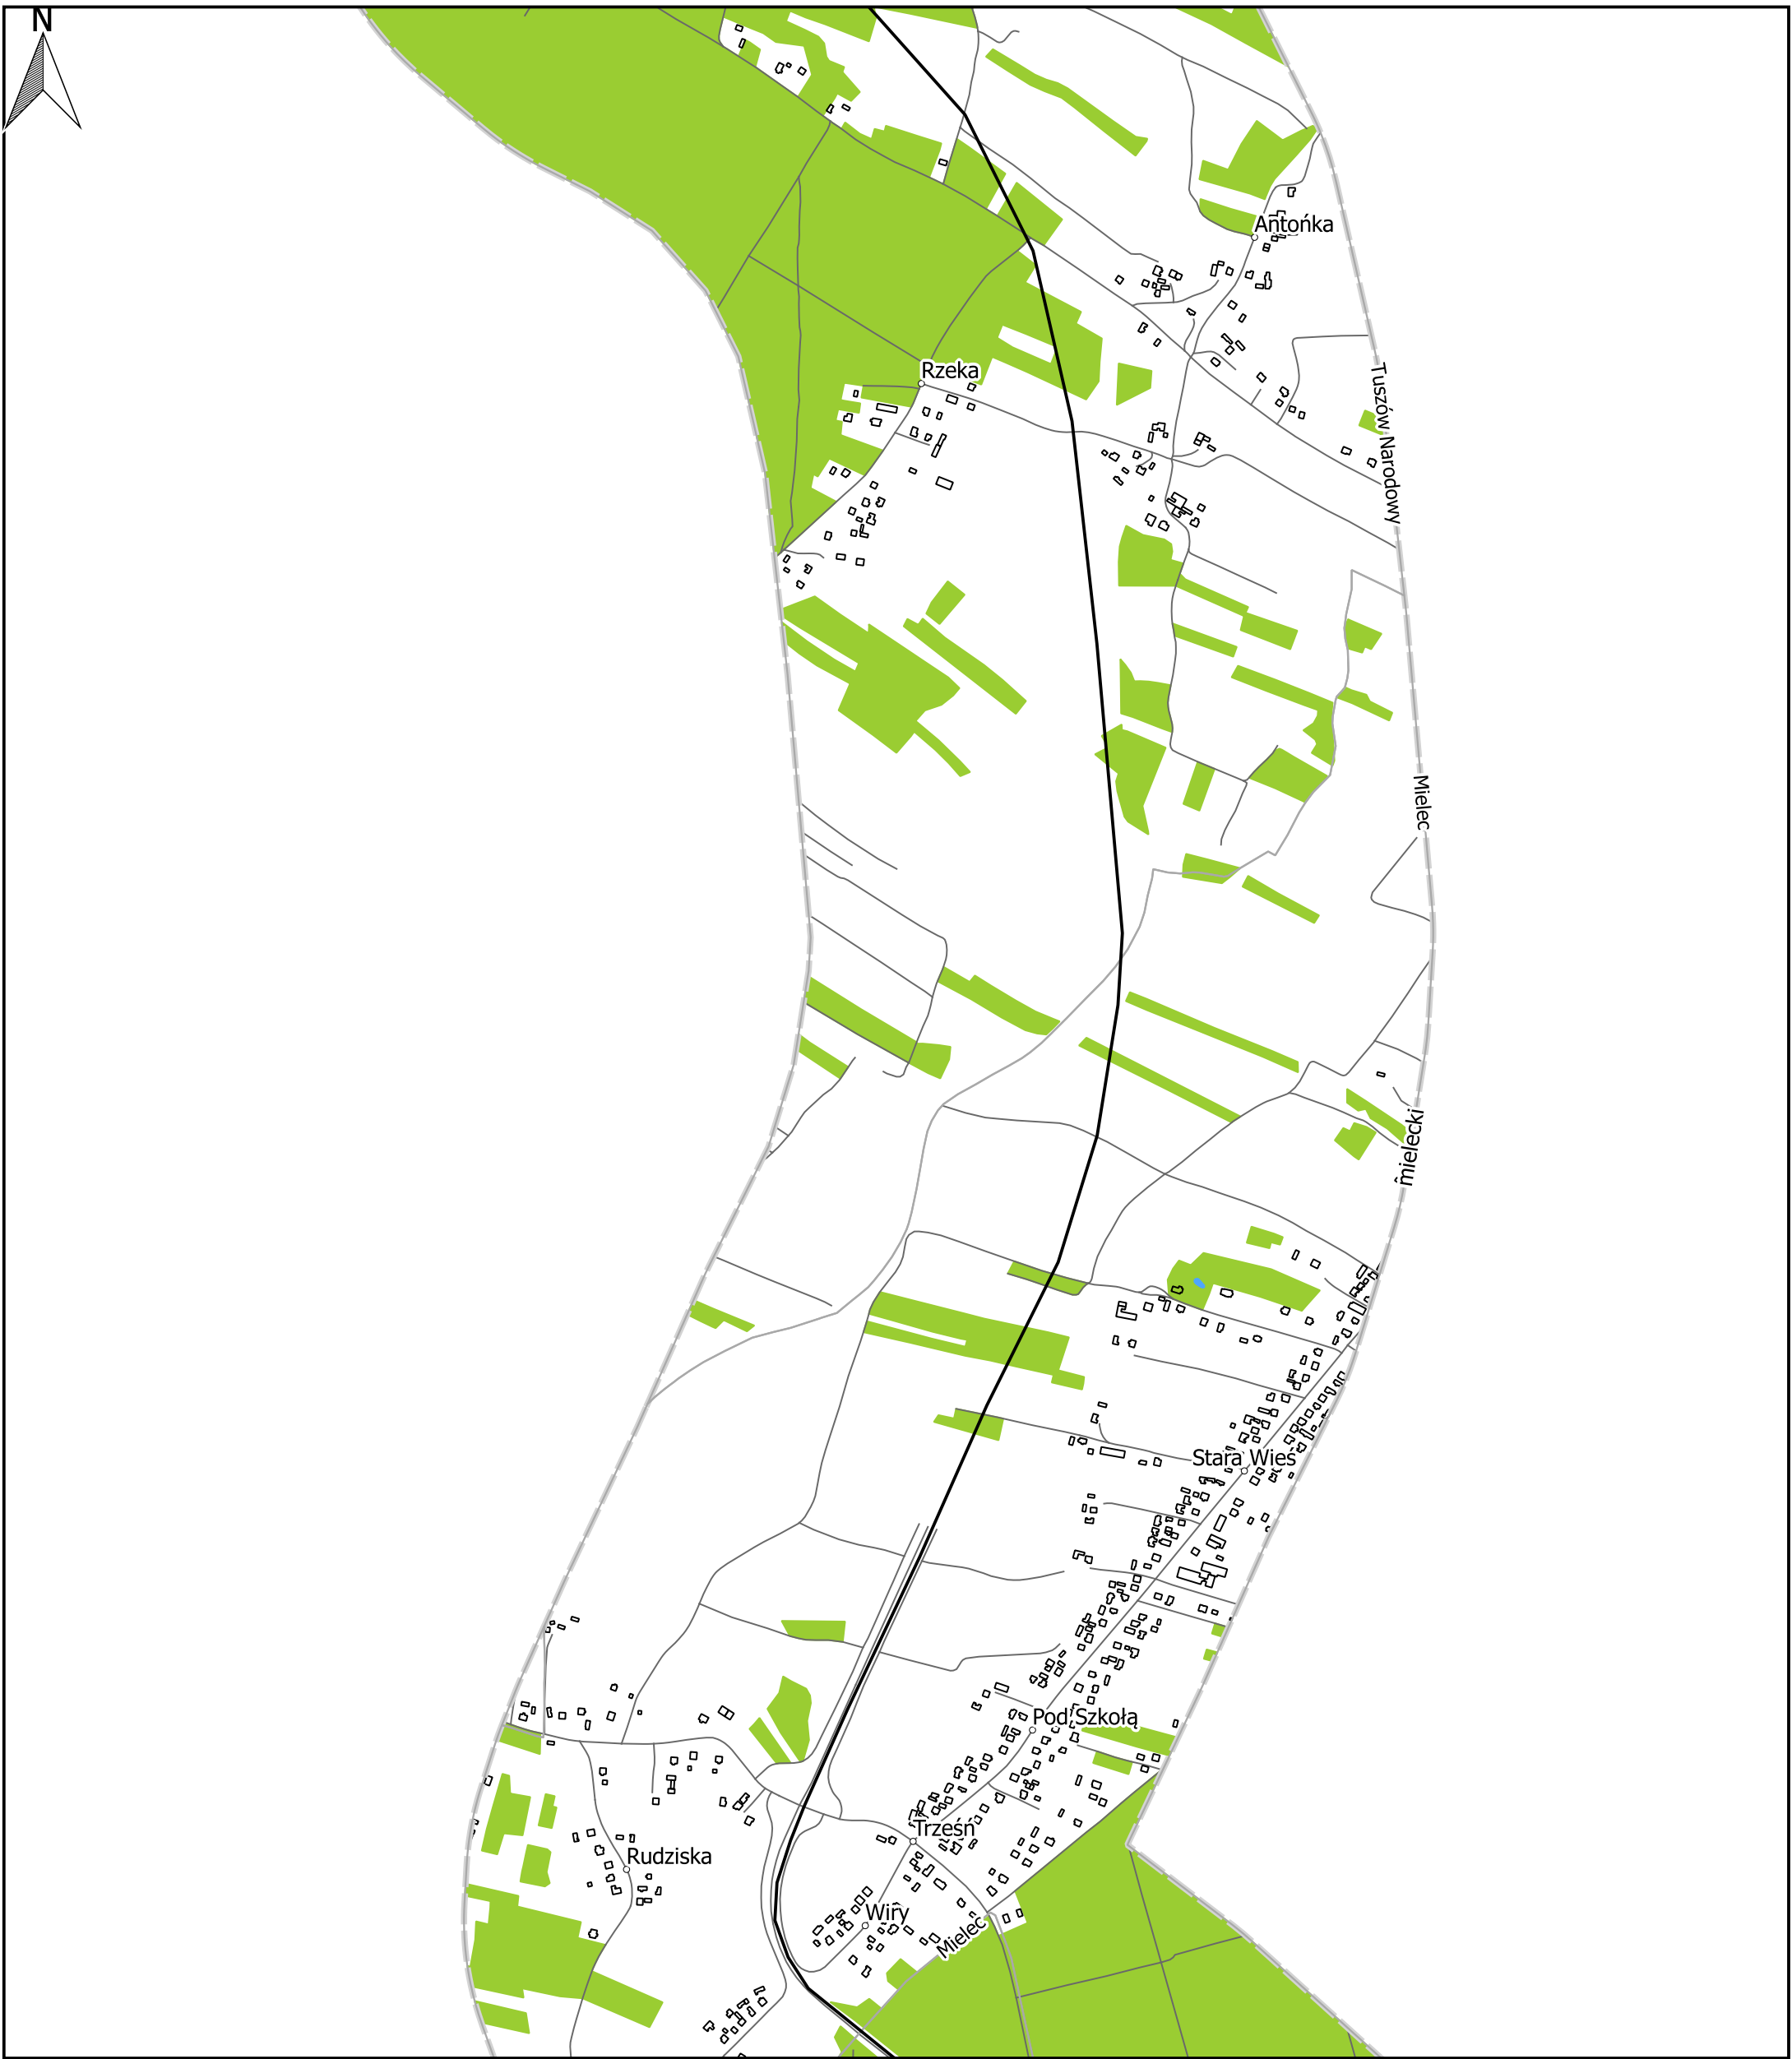 N
Antońka
Rzeka
Tuszów Narodowy
Mielec
mielecki
Stara Wieś
Pod Szkołą
Trześń
Rudziska
Wiry
Mielec